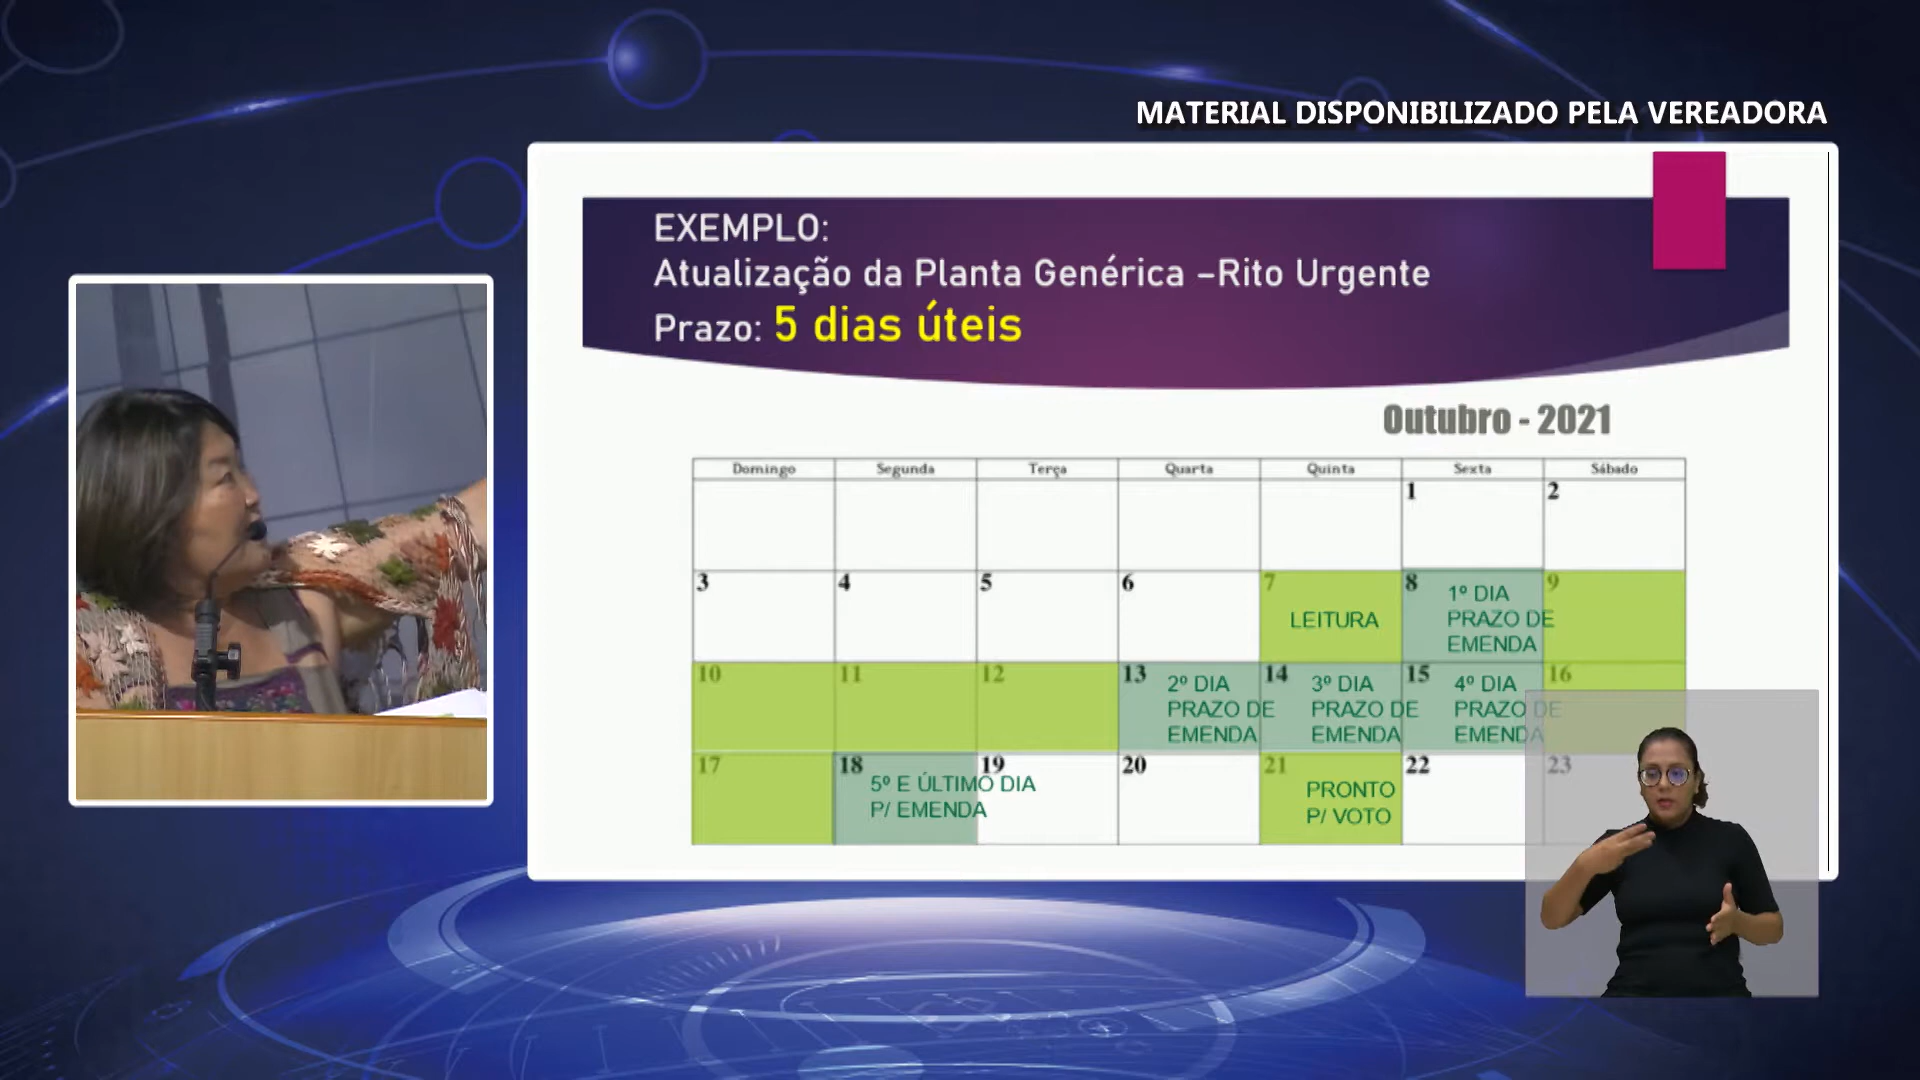 MATERIAL DISPONIBILIZADO PELA VEREADORA
EXEMPLO:
Atualização da Planta Genérica –Rito Urgente
Prazo: 5 dias úteis
Outubro - 2021
Domingo Segunda Terça Quarta Quinta Sexta Sábado
1 2
3 4 5 6 7 8 9
LEITURA
1º DIA
PRAZO DE
EMENDA
10 11 12 13 14 15 16
2º DIA
PRAZO DE
EMENDA
3º DIA
PRAZO DE
EMENDA
4º DIA
PRAZO DE
EMENDA
17 18 19 20 21 22 23
5º E ÚLTIMO DIA
P/ EMENDA
PRONTO
P/ VOTO